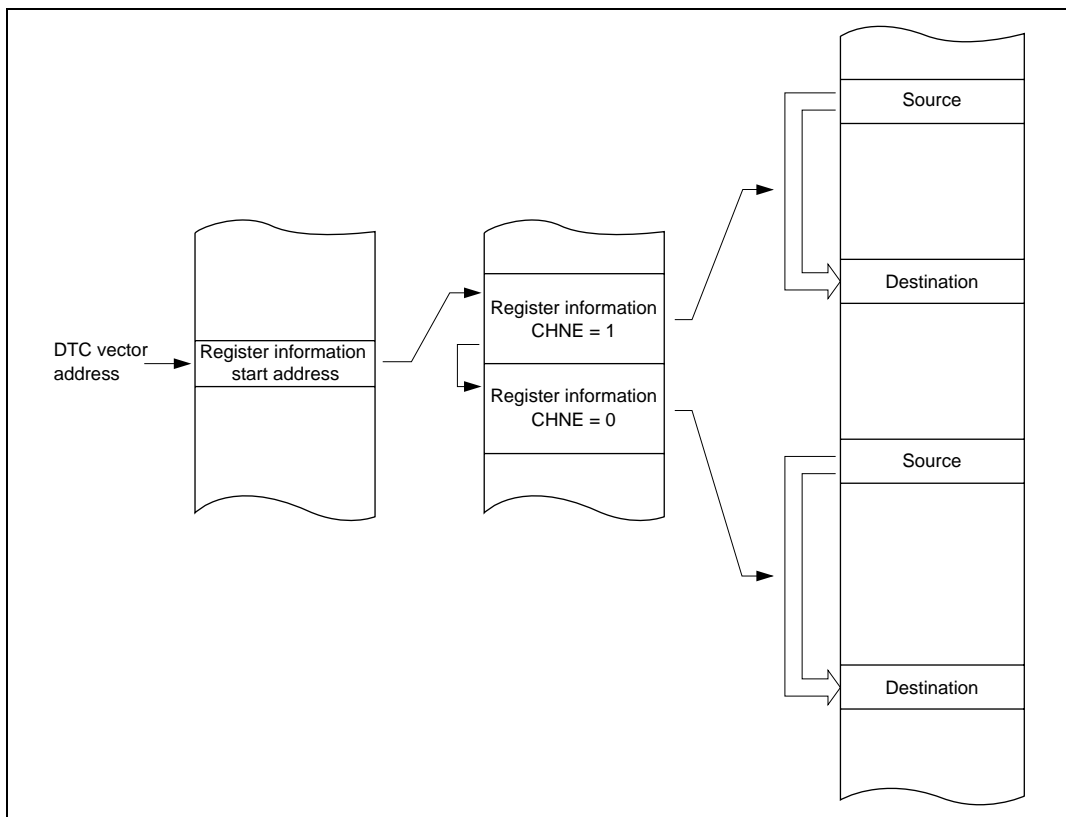 DTC vector
address
Register information
start address
Register information
CHNE = 1
Register information
CHNE = 0
Source
Destination
Source
Destination